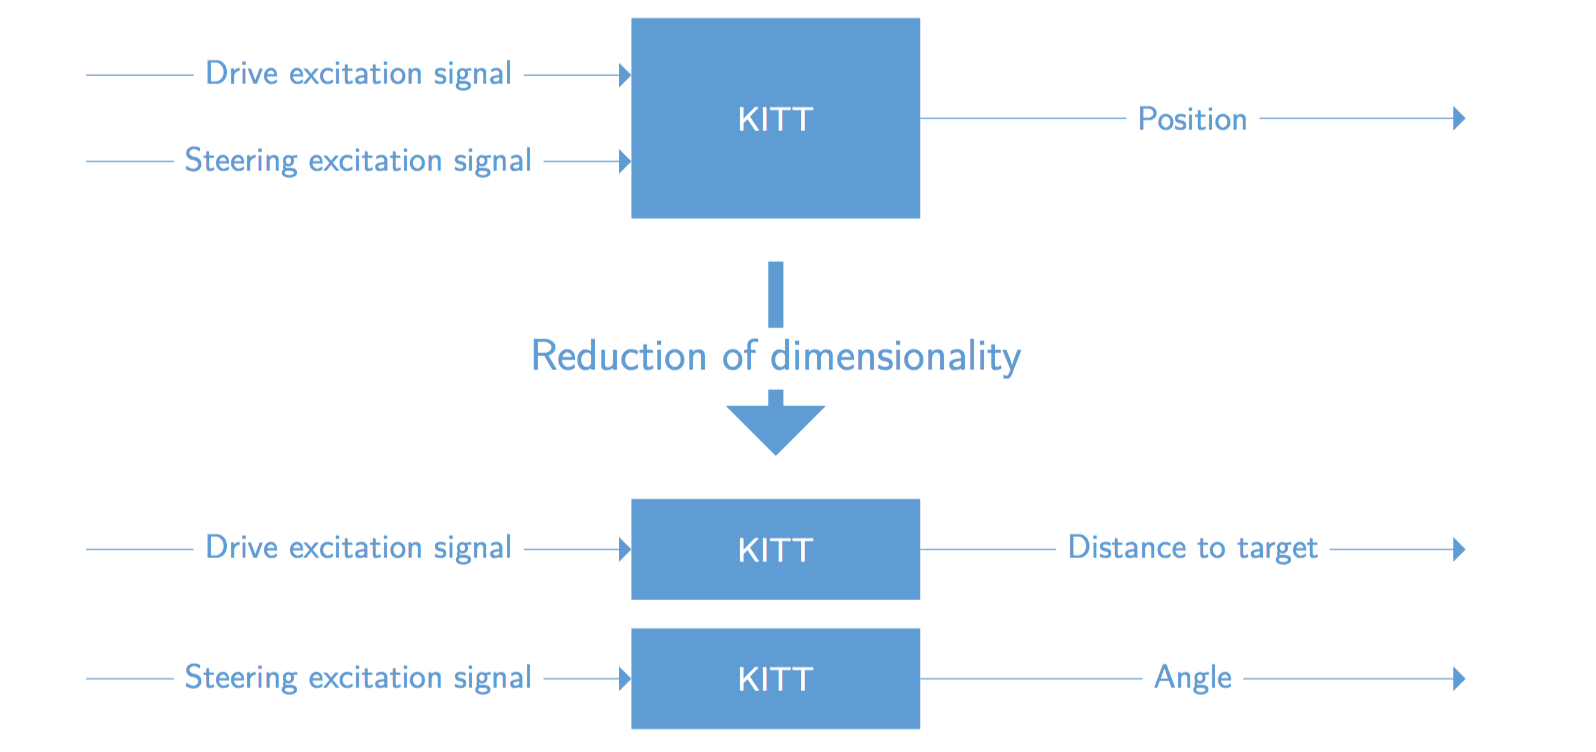 Drive excitation signal
Steering excitation signal
KITT
Position
Reduction of dimensionality
Drive excitation signal
KITT
Distance to target
Steering excitation signal
KITT
Angle